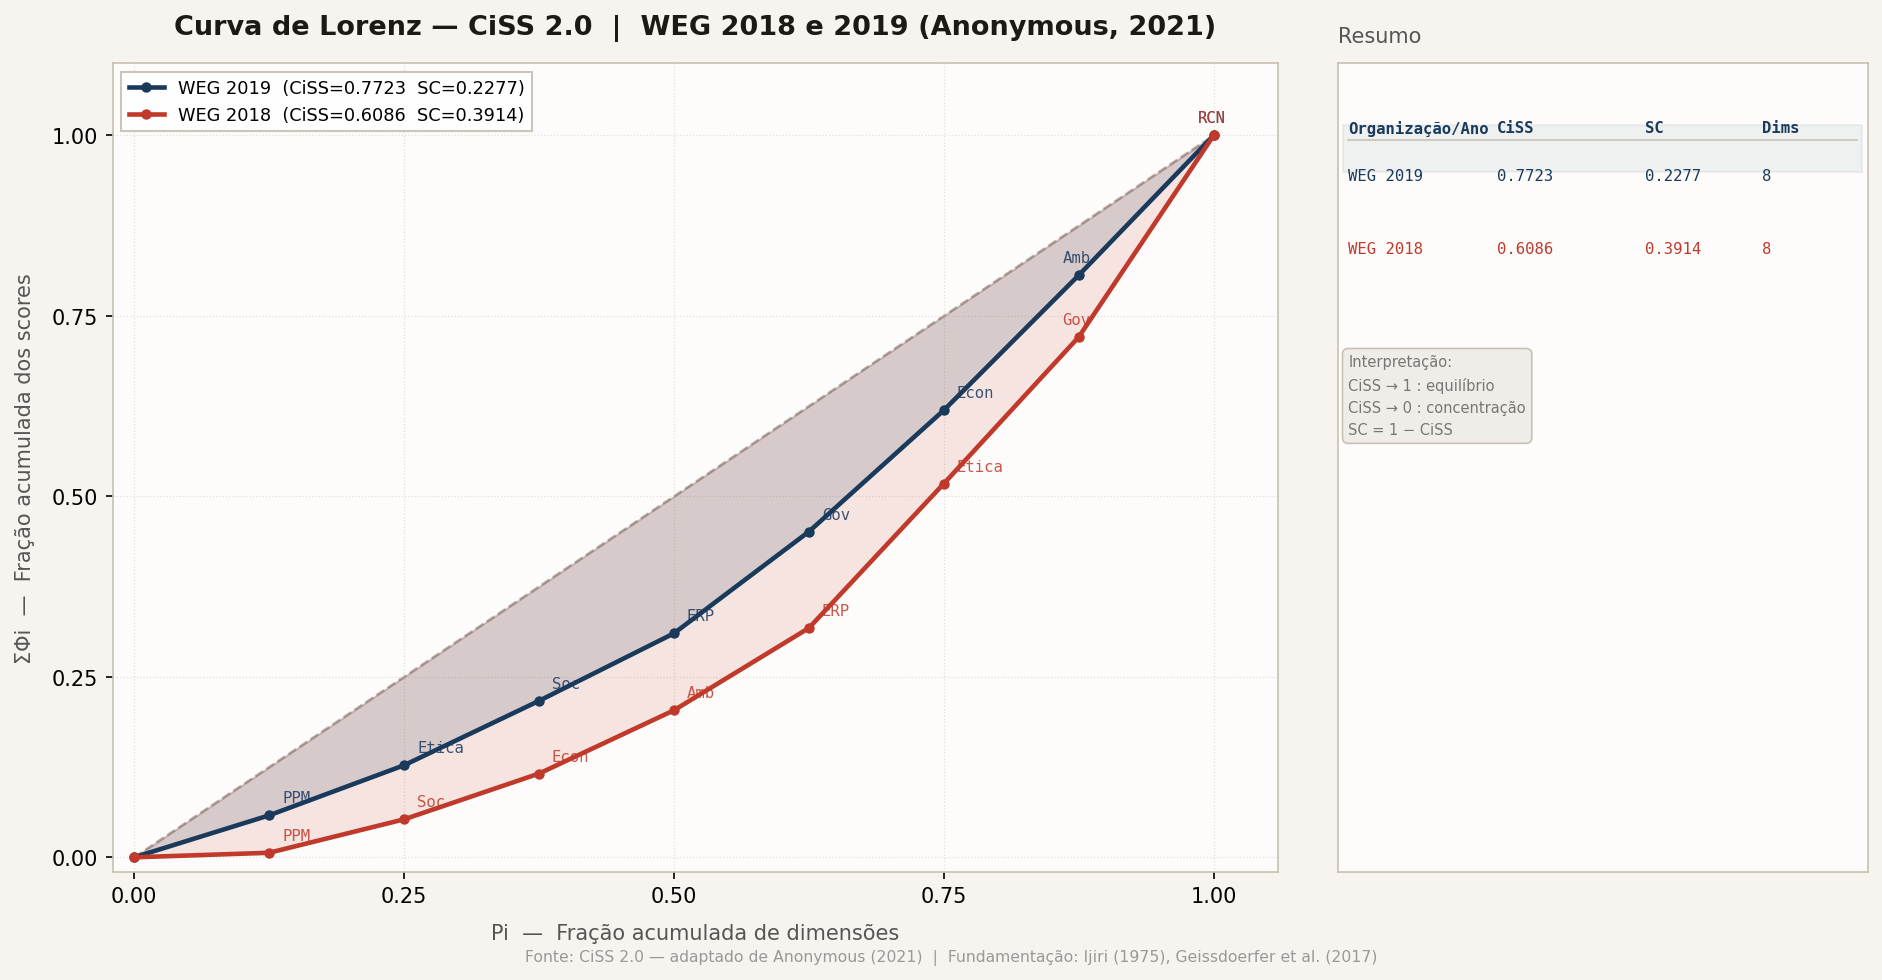 Curva de Lorenz — CiSS 2.0 | WEG 2018 e 2019 (Anonymous, 2021)
WEG 2019 (CiSS=0.7723 SC=0.2277)
WEG 2018 (CiSS=0.6086 SC=0.3914)
ΣΦi — Fração acumulada dos scores
1.00
0.75
0.50
0.25
0.00
RCN
Amb
Gov
Econ
Etica
Gov
ERP
ERP
Soc
Amb
Etica
Econ
PPM
Soc
PPM
0.00 0.25 0.50 0.75 1.00
Pi — Fração acumulada de dimensões
Resumo
Organização/Ano CiSS SC Dims
WEG 2019 0.7723 0.2277 8
WEG 2018 0.6086 0.3914 8
Interpretação:
CiSS → 1 : equilíbrio
CiSS → 0 : concentração
SC = 1 − CiSS
Fonte: CiSS 2.0 — adaptado de Anonymous (2021) | Fundamentação: Ijiri (1975), Geissdoerfer et al. (2017)